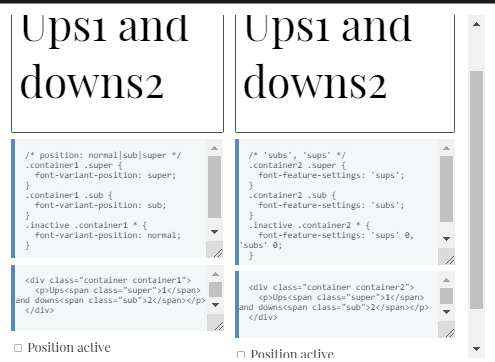 Ups1 and
downs2
/* position: normal|sub|super */
.container1 .super {
font-variant-position: super;
}
.container1 .sub {
font-variant-position: sub;
}
.inactive .container1 * {
font-variant-position: normal;
}
<div class="container container1">
<p>Ups<span class="super">1</span>
and downs<span class="sub">2</span></p>
</div>
Position active
Ups1 and
downs2
/* 'subs', 'sups' */
.container2 .super {
font-feature-settings: 'sups';
}
.container2 .sub {
font-feature-settings: 'subs';
}
.inactive .container2 * {
font-feature-settings: 'sups' 0,
'subs' 0;
}
<div class="container container2">
<p>Ups<span class="super">1</span>
and downs<span class="sub">2</span></p>
</div>
Position active